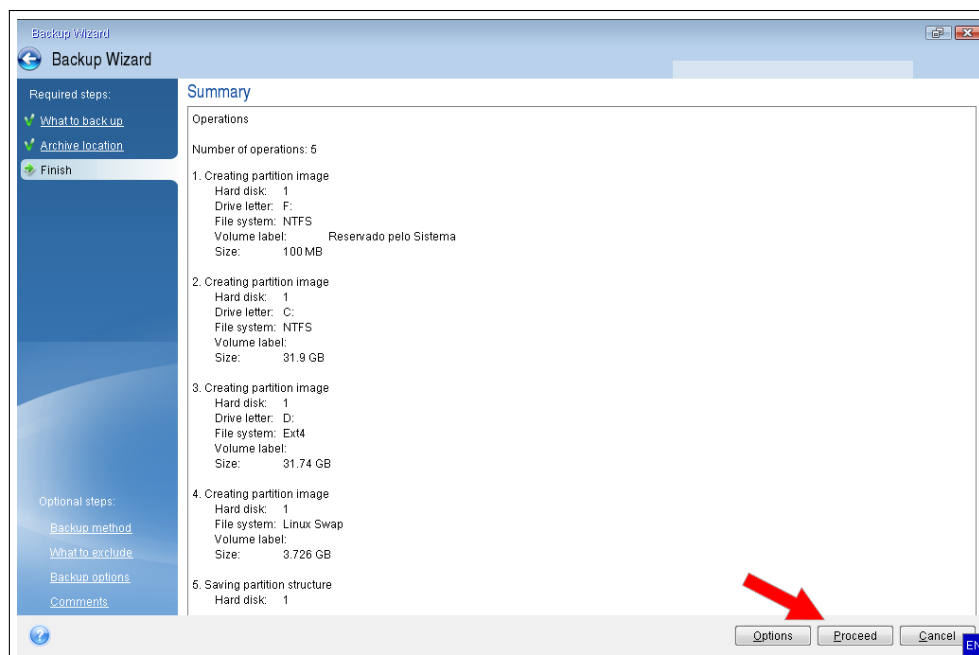 Backup Wizard
Backup Wizard
Required steps:
What to back up
Archive location
Finish
Summary
Operations
Number of operations: 5
1. Creating partition image
Hard disk: 1
Drive letter: F:
File system: NTFS
Volume label: Reservado pelo Sistema
Size: 100 MB
2. Creating partition image
Hard disk: 1
Drive letter: C:
File system: NTFS
Volume label:
Size: 31.9 GB
3. Creating partition image
Hard disk: 1
Drive letter: D:
File system: Ext4
Volume label:
Size: 31.74 GB
4. Creating partition image
Hard disk: 1
File system: Linux Swap
Volume label:
Size: 3.726 GB
5. Saving partition structure
Hard disk: 1
Optional steps:
Backup method
What to exclude
Backup options
Comments
?
Options Proceed Cancel
EN